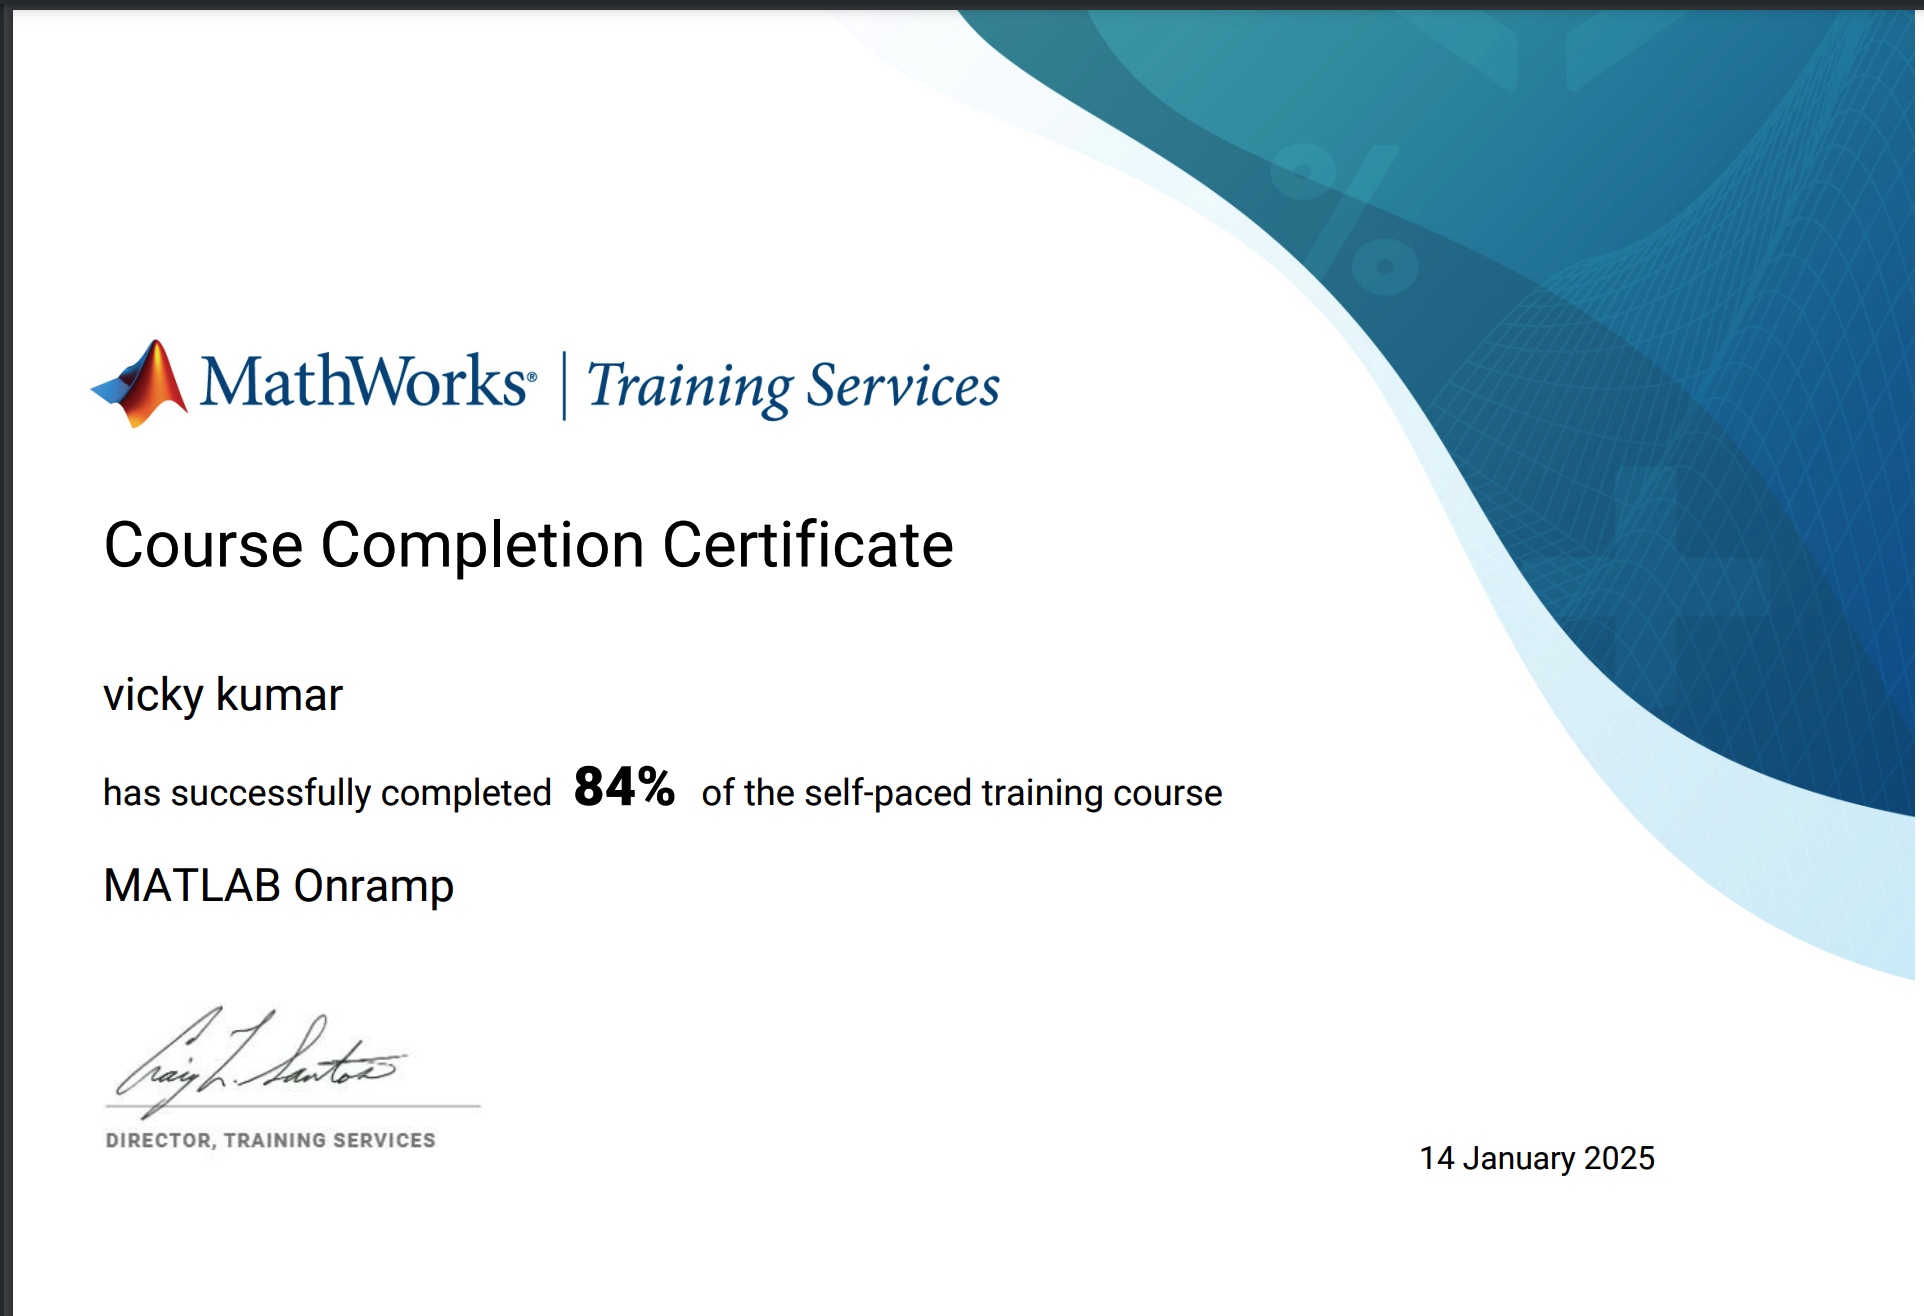 MathWorks® | Training Services
Course Completion Certificate
vicky kumar
has successfully completed 84% of the self-paced training course
MATLAB Onramp
Craig L. Santos
DIRECTOR, TRAINING SERVICES
14 January 2025